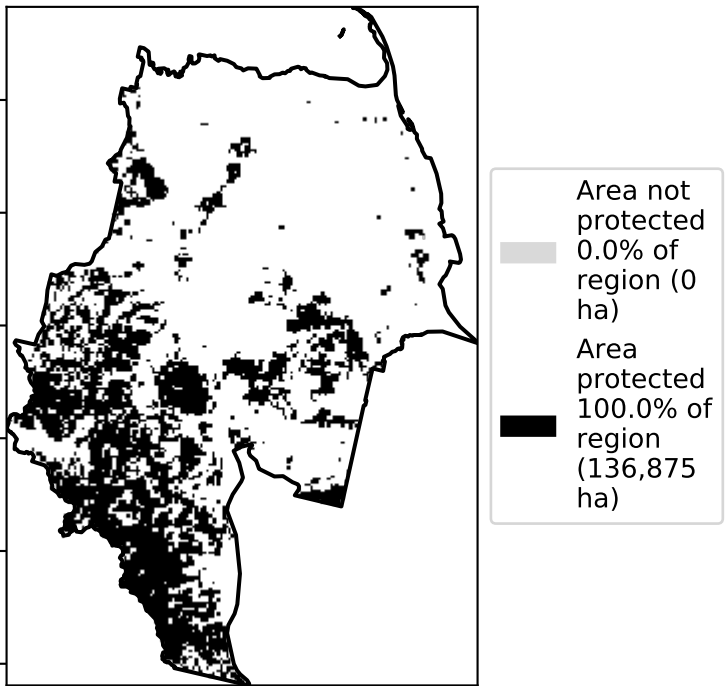 Area not
protected
0.0% of
region (0
ha)
Area
protected
100.0% of
region
(136,875
ha)